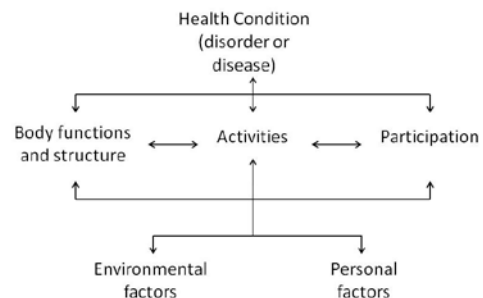 Health Condition
(disorder or
disease)
Body functions
and structure
Activities
Participation
Environmental
factors
Personal
factors